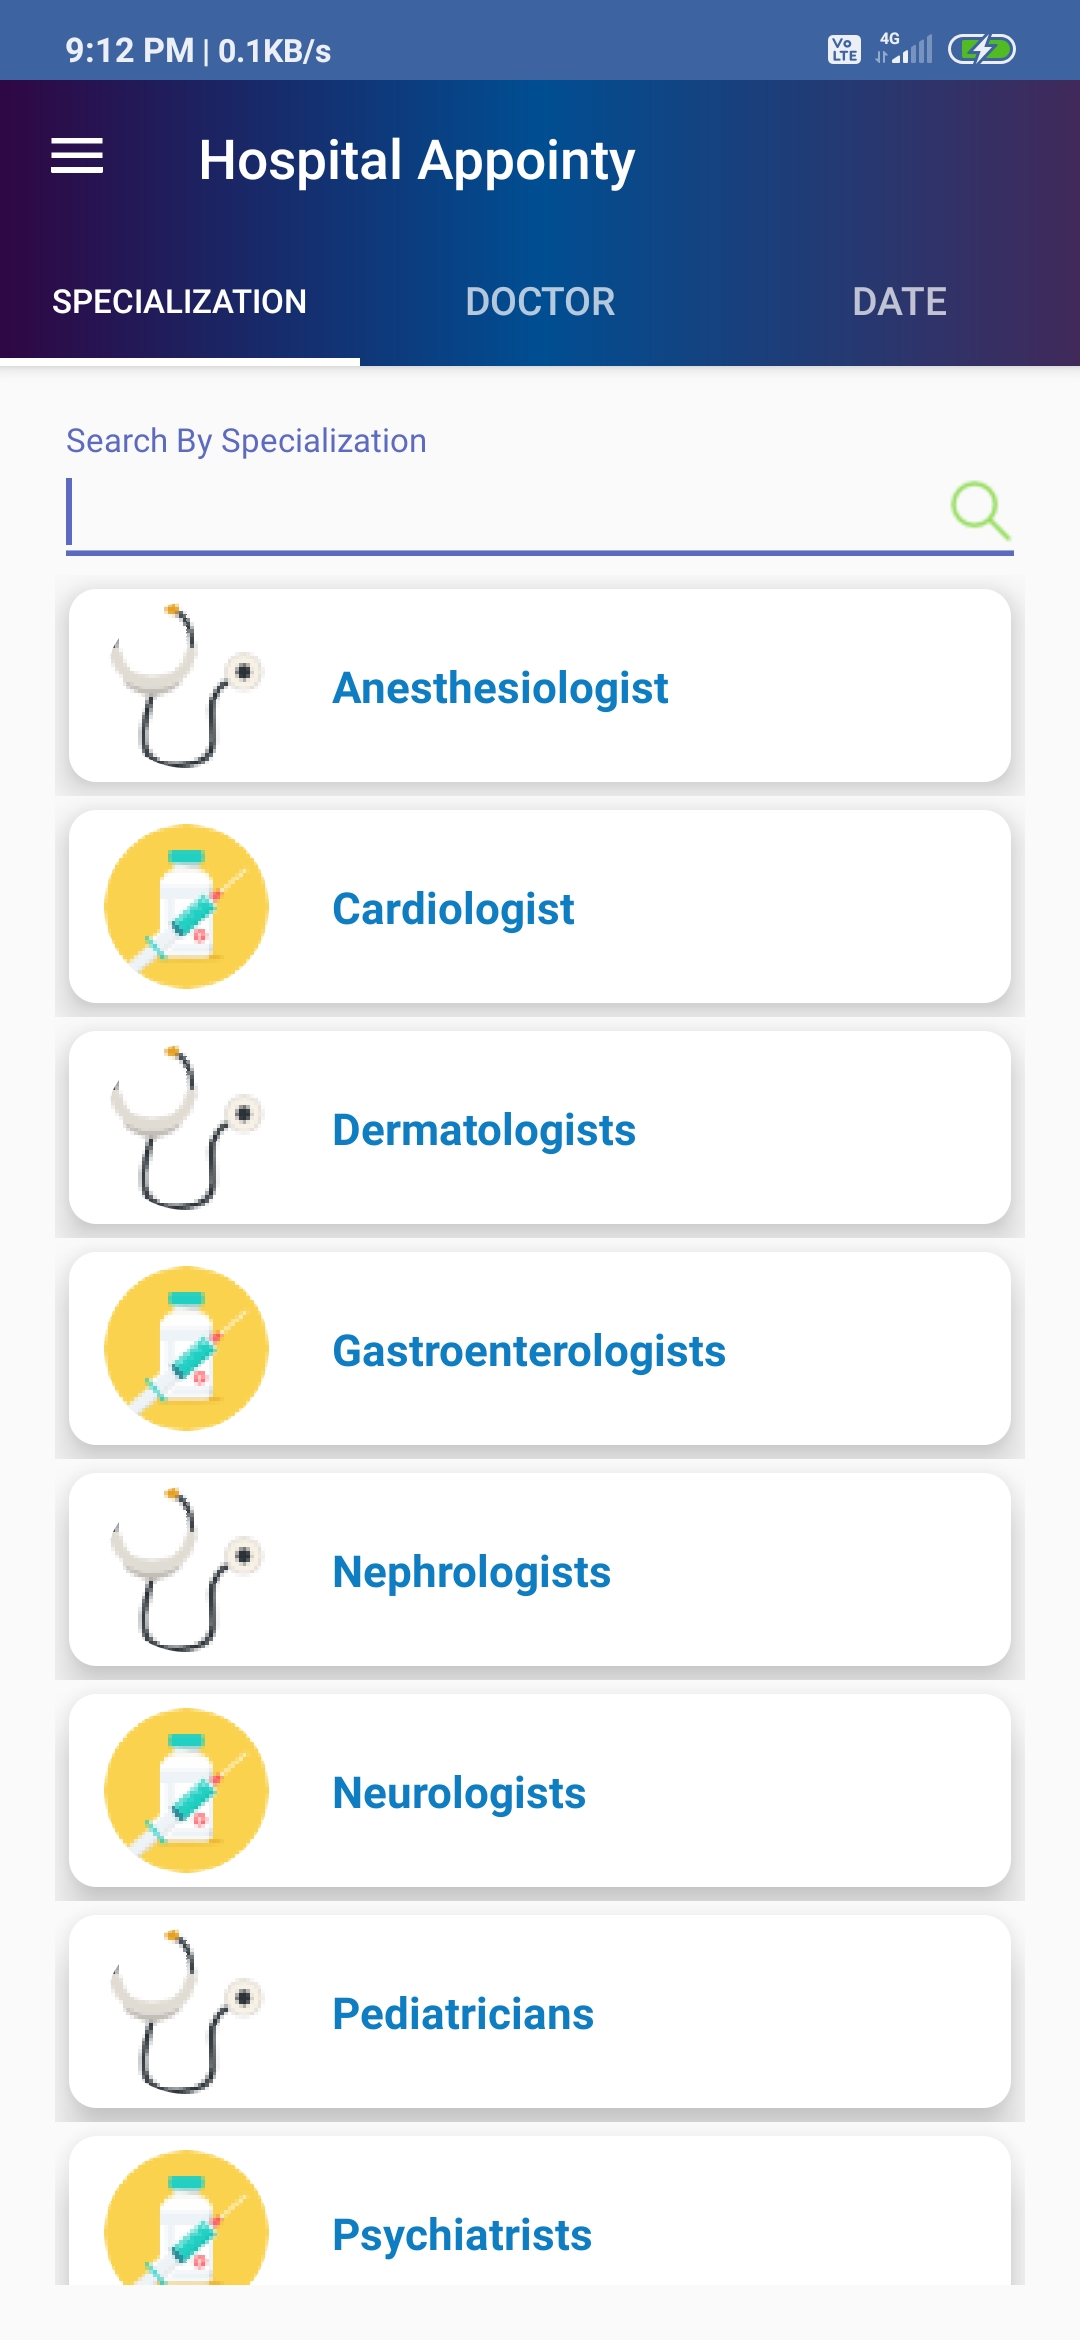 9:12 PM | 0.1KB/s
Vo LTE 4G
Hospital Appointy
SPECIALIZATION DOCTOR DATE
Search By Specialization
Anesthesiologist
Cardiologist
Dermatologists
Gastroenterologists
Nephrologists
Neurologists
Pediatricians
Psychiatrists